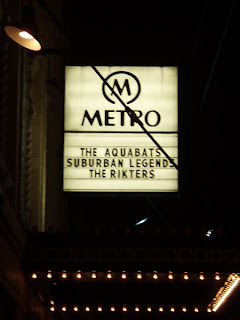 M
METRO
THE AQUABATS
SUBURBAN LEGENDS
THE RIKTERS